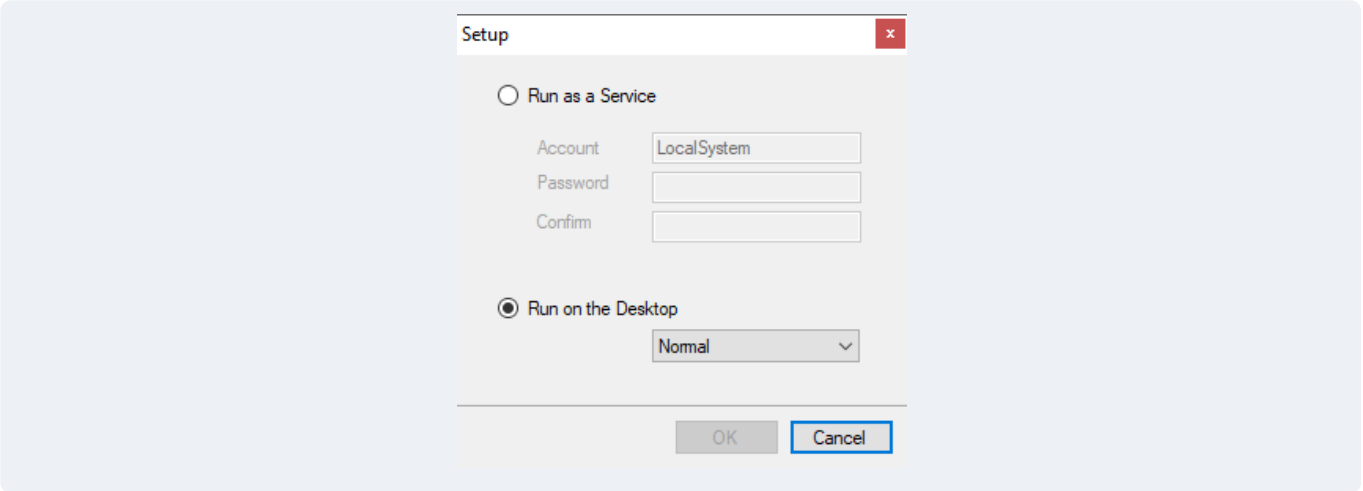 Setup
x
Run as a Service
Account LocalSystem
Password
Confirm
Run on the Desktop
Normal
OK Cancel